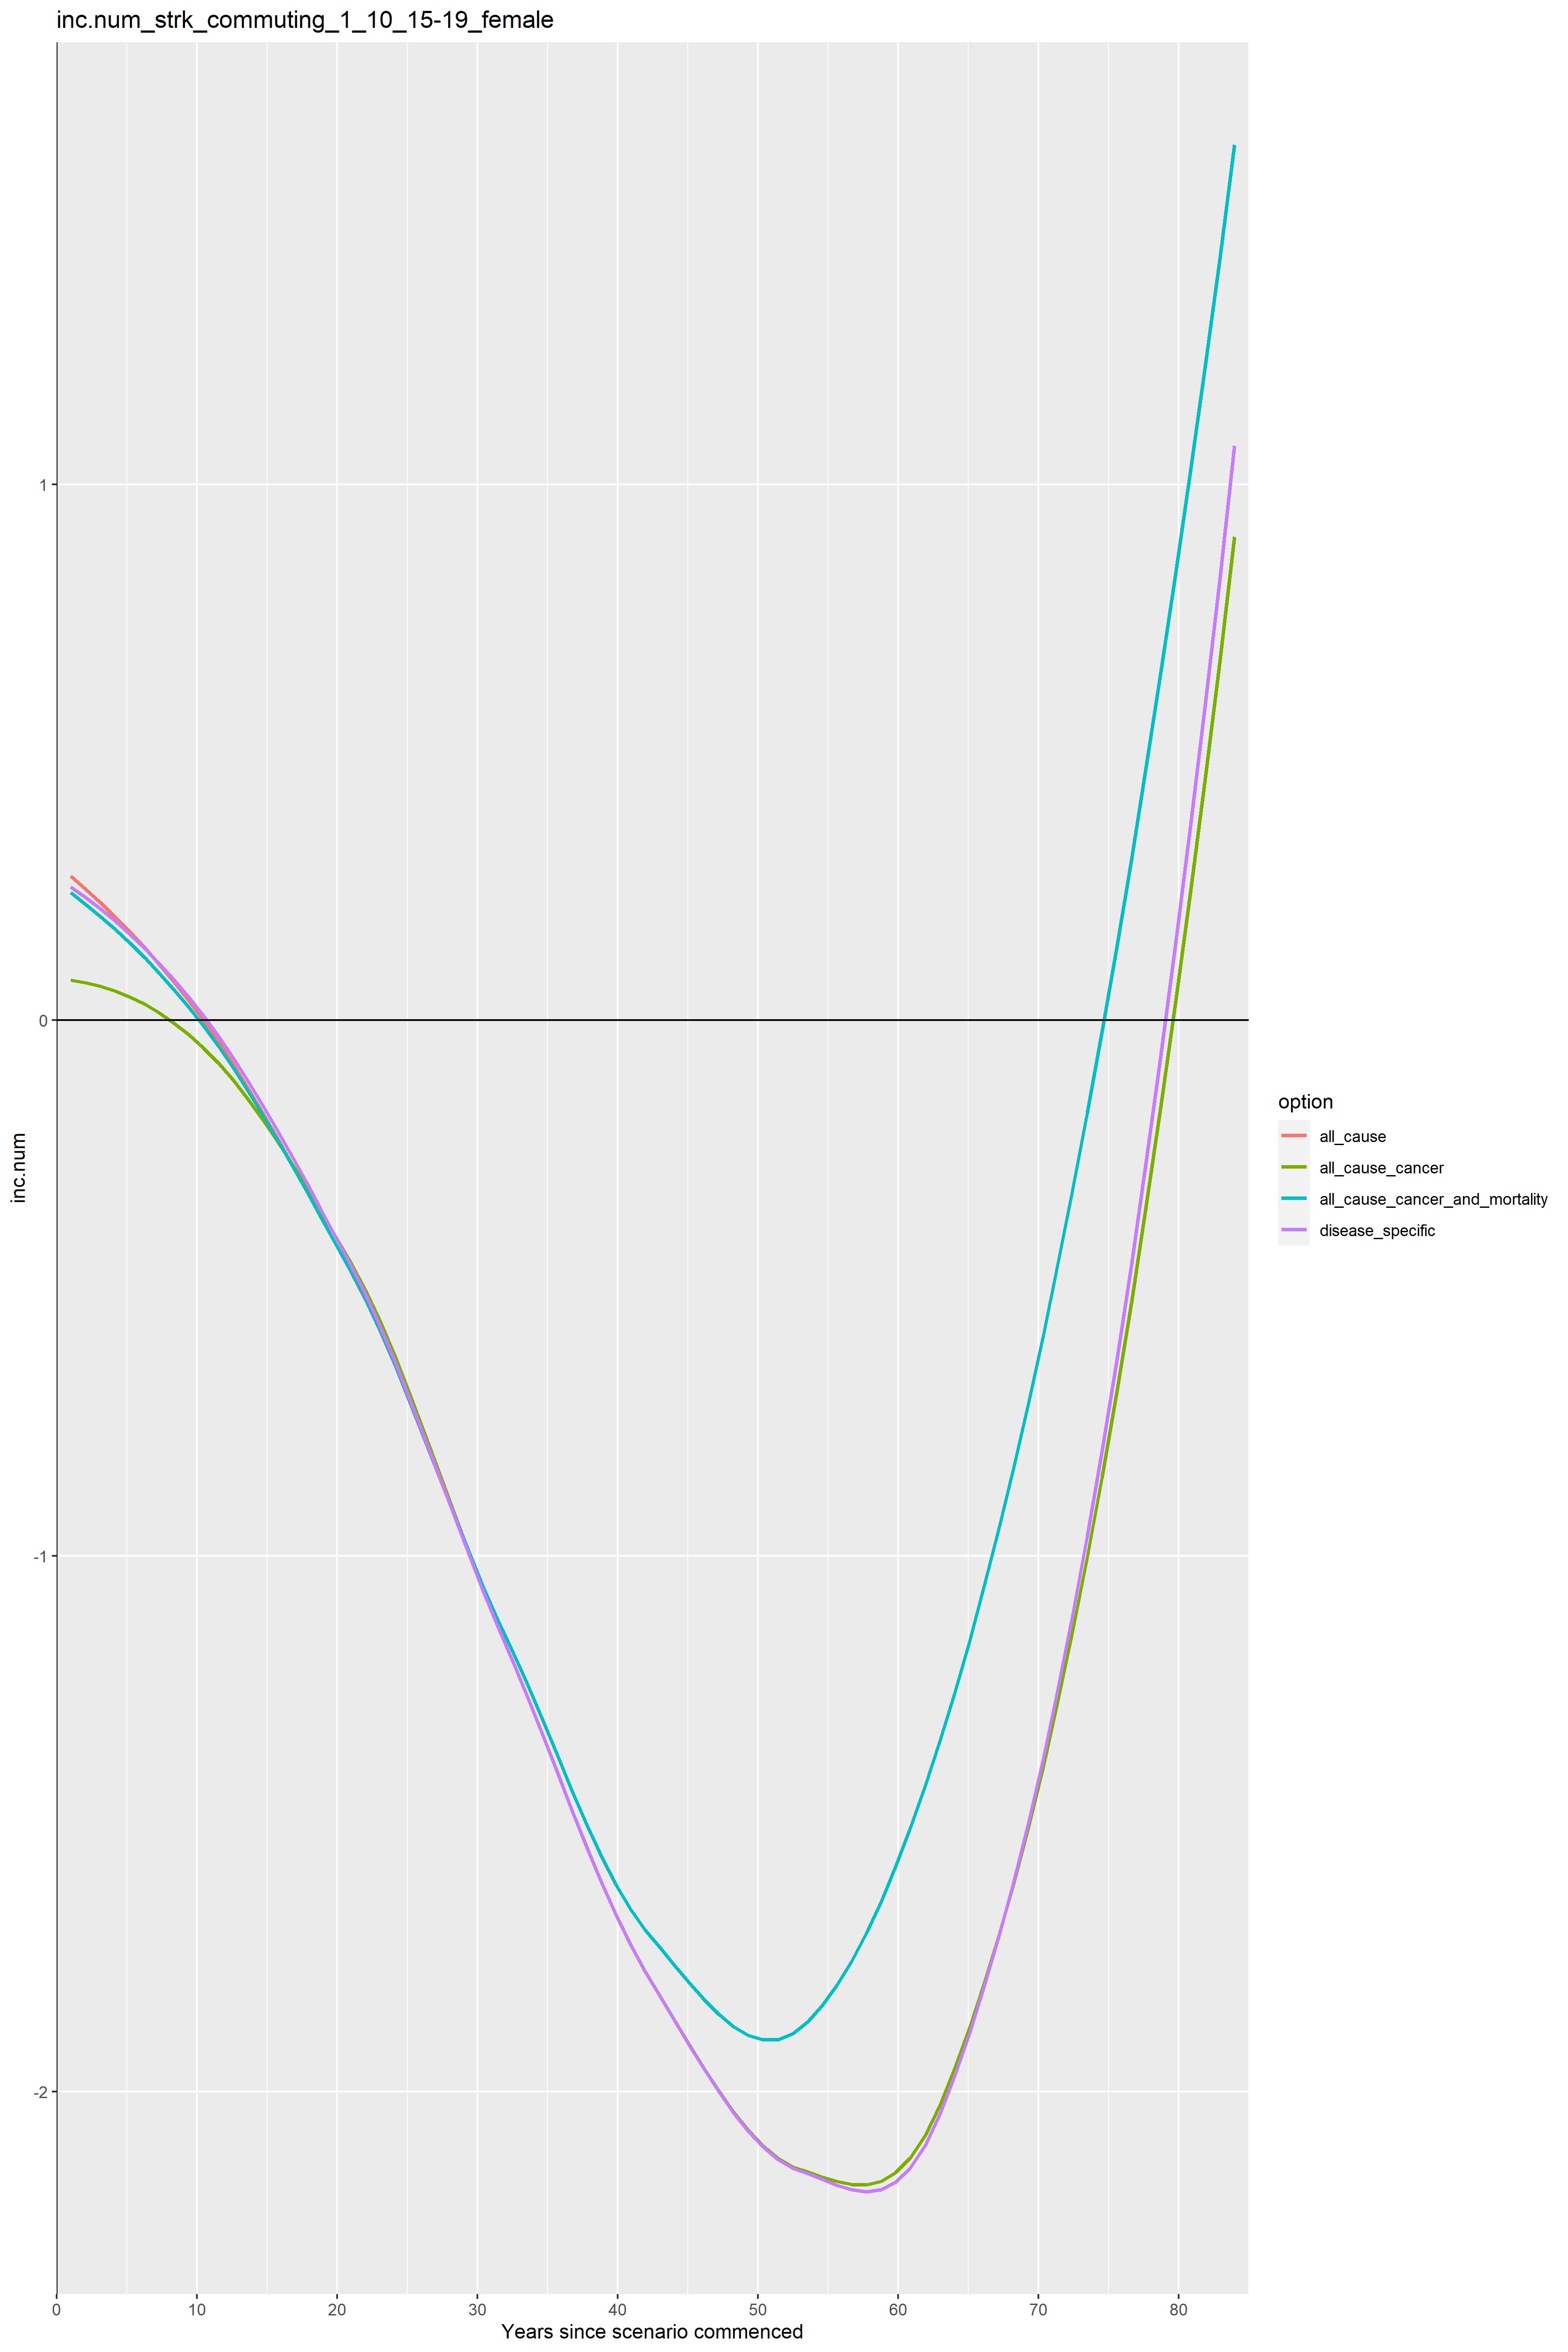 inc.num_strk_commuting_1_10_15-19_female
inc.num
1
0
-1
-2
0 10 20 30 40 50 60 70 80
Years since scenario commenced
option
all_cause
all_cause_cancer
all_cause_cancer_and_mortality
disease_specific